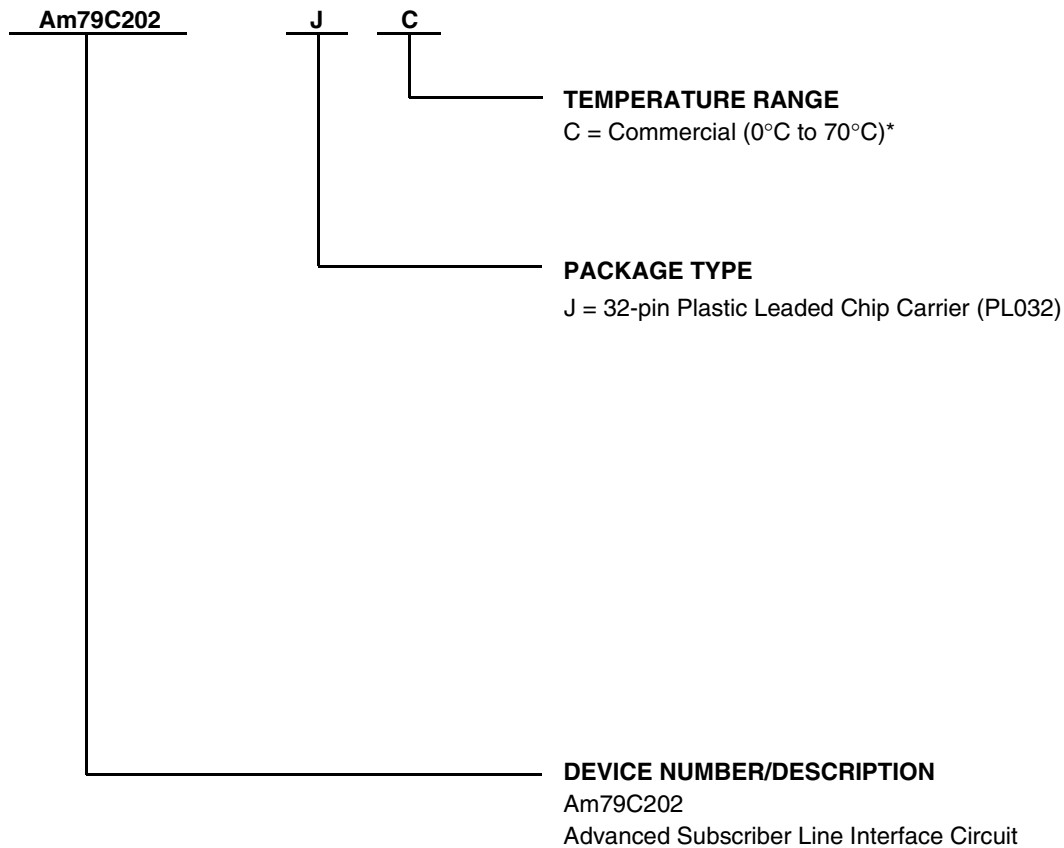 Am79C202 J C
TEMPERATURE RANGE
C = Commercial (0°C to 70°C)*
PACKAGE TYPE
J = 32-pin Plastic Leaded Chip Carrier (PL032)
DEVICE NUMBER/DESCRIPTION
Am79C202
Advanced Subscriber Line Interface Circuit